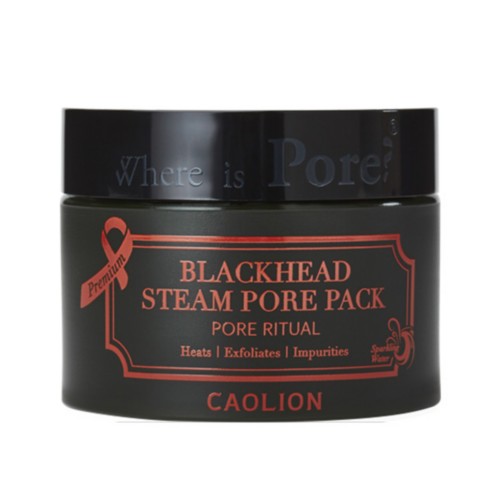 Where is Pore?
Premium
BLACKHEAD
STEAM PORE PACK
PORE RITUAL
Heats | Exfoliates | Impurities
Sparkling
Water
CAOLION